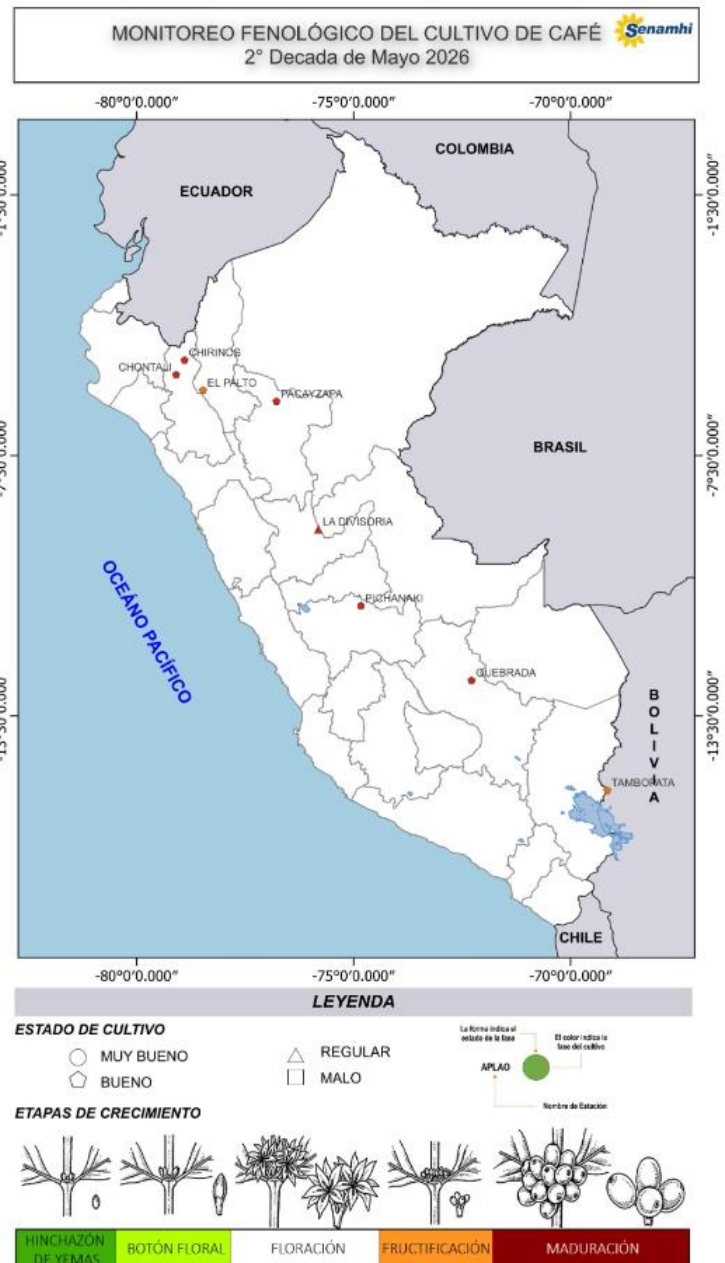 MONITOREO FENOLÓGICO DEL CULTIVO DE CAFÉ
Senamhi
2° Decada de Mayo 2026
-80°0'0.000" -75°0'0.000" -70°0'0.000"
COLOMBIA
ECUADOR
-1°30'0.000"
CHIRINOS
CHONTALI
EL PALTO
PACAYZAPA
BRASIL
-7°30'0.000"
LA DIVISORIA
OCEÁNO PACÍFICO
PICHANAKI
QUEBRADA
-13°30'0.000"
BOLIVIA
TAMBOPATA
CHILE
-80°0'0.000" -75°0'0.000" -70°0'0.000"
LEYENDA
ESTADO DE CULTIVO
MUY BUENO
BUENO
REGULAR
MALO
La forma indica el
estado de la fase
El color indica la
fase del cultivo
APLAO
Nombre de Estación
ETAPAS DE CRECIMIENTO
HINCHAZÓN
DE YEMAS
BOTÓN FLORAL
FLORACIÓN
FRUCTIFICACIÓN
MADURACIÓN